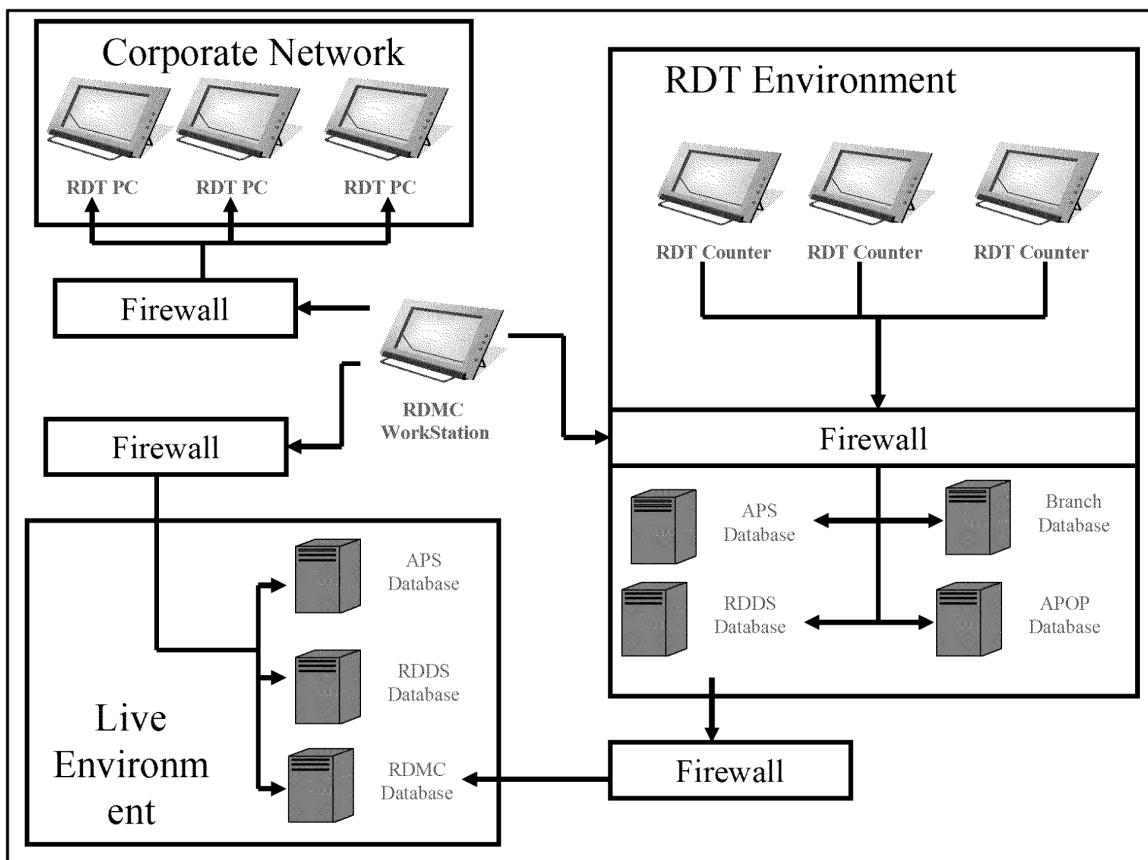 Corporate Network
RDT PC
RDT PC
RDT PC
Firewall
RDT Environment
RDT Counter
RDT Counter
RDT Counter
RDMC
WorkStation
Firewall
Firewall
APS
Database
Branch
Database
RDDS
Database
APOP
Database
Live
Environm
ent
APS
Database
RDDS
Database
RDMC
Database
Firewall